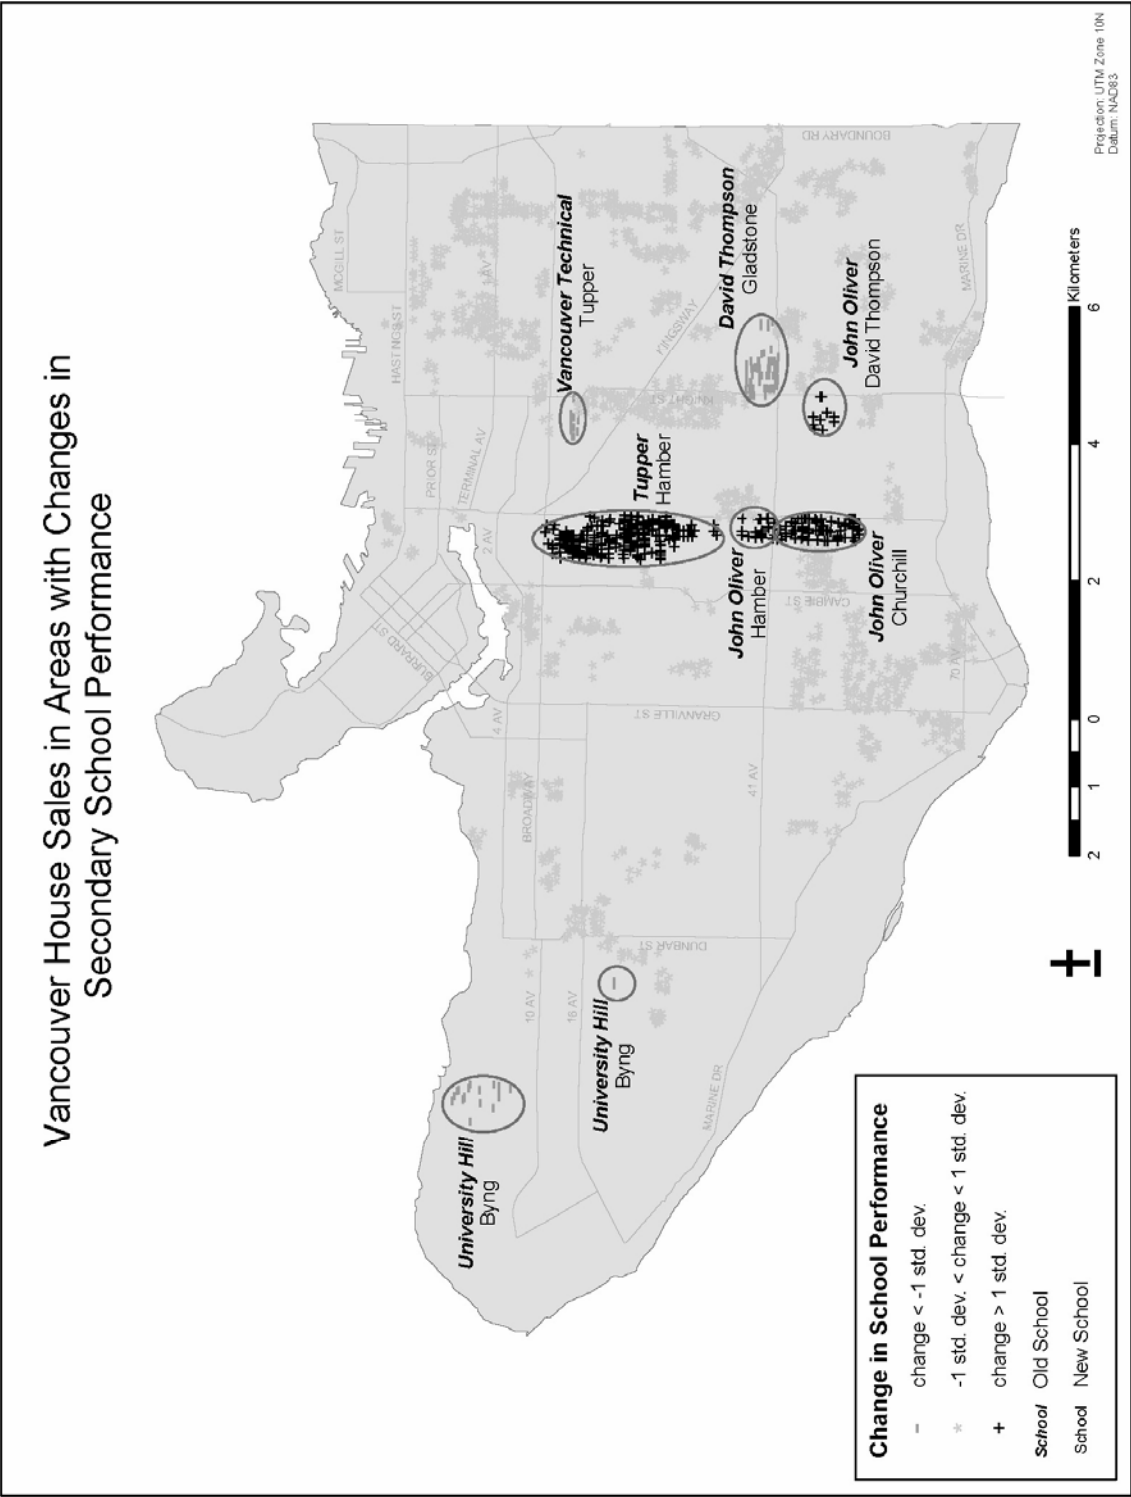 Vancouver House Sales in Areas with Changes in
Secondary School Performance
MCGILL ST
HASTINGS ST
1 AV
PRIOR ST
TERMINAL AV
2 AV
BURRARD ST
4 AV
BROADWAY
10 AV
16 AV
DUNBAR ST
GRANVILLE ST
41 AV
CAMBIE ST
KNIGHT ST
KINGSWAY
BOUNDARY RD
MARINE DR
70 AV
MARINE DR
University Hill
Byng
University Hill
Byng
Vancouver Technical
Tupper
Tupper
Hamber
David Thompson
Gladstone
John Oliver
David Thompson
John Oliver
Hamber
John Oliver
Churchill
Change in School Performance
– change < -1 std. dev.
* -1 std. dev. < change < 1 std. dev.
+ change > 1 std. dev.
School Old School
School New School
2 1 0 2 4 6
Kilometers
Projection: UTM Zone 10N
Datum: NAD83